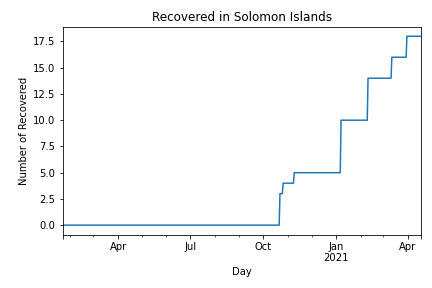 Recovered in Solomon Islands
Number of Recovered
17.5
15.0
12.5
10.0
7.5
5.0
2.5
0.0
Apr Jul Oct Jan Apr
2021
Day